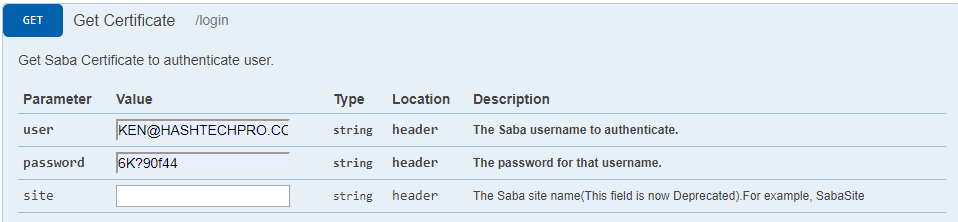 GET Get Certificate /login
Get Saba Certificate to authenticate user.
Parameter Value Type Location Description
user KEN@HASHTECHPRO.CC string header The Saba username to authenticate.
password 6K?90f44 string header The password for that username.
site string header The Saba site name(This field is now Deprecated).For example, SabaSite